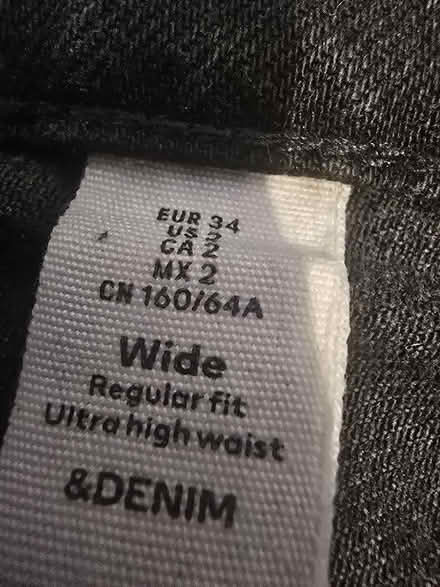 EUR 34
US 2
CA 2
MX 2
CN 160/64A
Wide
Regular fit
Ultra high waist
&DENIM